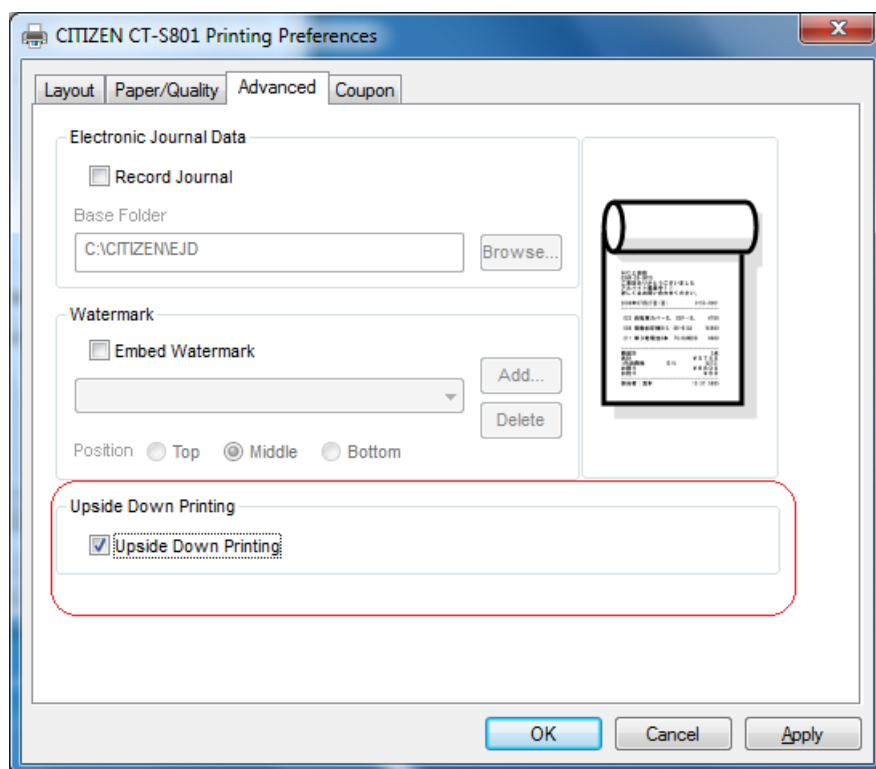 CITIZEN CT-S801 Printing Preferences
Layout Paper/Quality Advanced Coupon
Electronic Journal Data
Record Journal
Base Folder
C:\CITIZEN\EJD
Browse...
Watermark
Embed Watermark
Add...
Delete
Position Top Middle Bottom
Upside Down Printing
Upside Down Printing
OK Cancel Apply